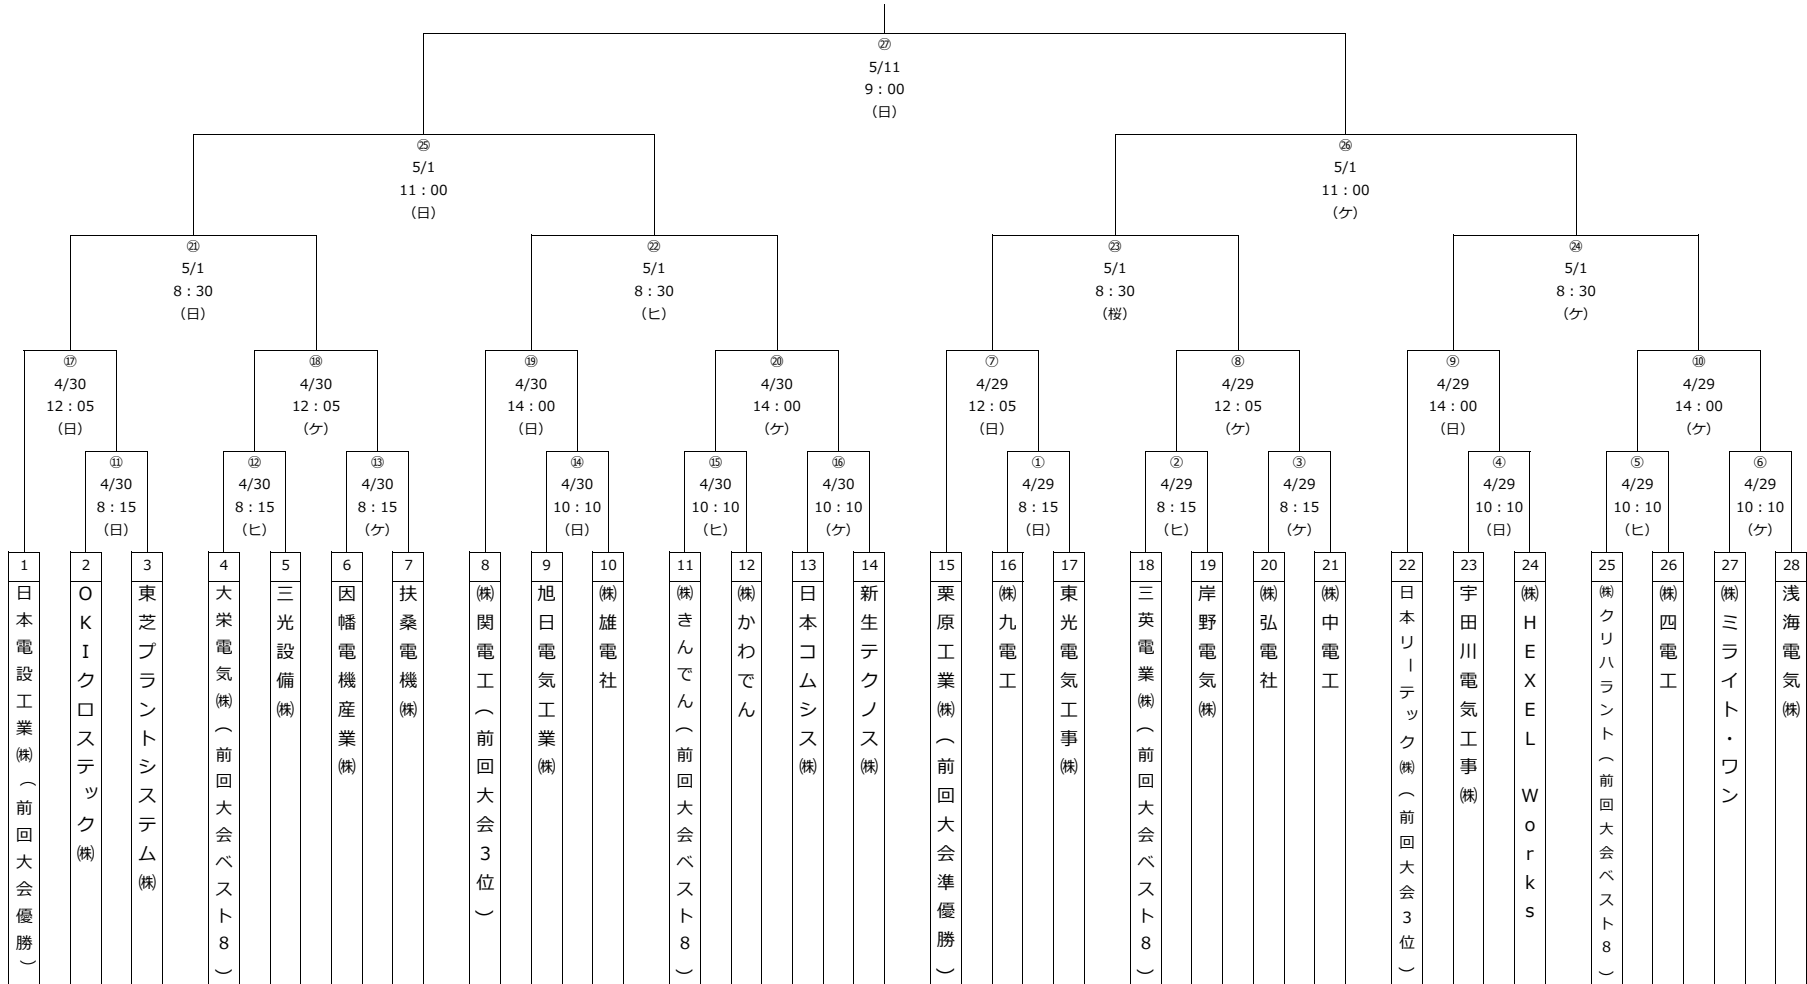 ㉗
5/11
9：00
（日）
㉕
5/1
11：00
（日）
㉖
5/1
11：00
（ケ）
㉑
5/1
8：30
（日）
㉒
5/1
8：30
（ヒ）
㉓
5/1
8：30
（桜）
㉔
5/1
8：30
（ケ）
⑰
4/30
12：05
（日）
⑱
4/30
12：05
（ケ）
⑲
4/30
14：00
（日）
⑳
4/30
14：00
（ケ）
⑦
4/29
12：05
（日）
⑧
4/29
12：05
（ケ）
⑨
4/29
14：00
（日）
⑩
4/29
14：00
（ケ）
⑪
4/30
8：15
（日）
⑫
4/30
8：15
（ヒ）
⑬
4/30
8：15
（ケ）
⑭
4/30
10：10
（日）
⑮
4/30
10：10
（ヒ）
⑯
4/30
10：10
（ケ）
①
4/29
8：15
（日）
②
4/29
8：15
（ヒ）
③
4/29
8：15
（ケ）
④
4/29
10：10
（日）
⑤
4/29
10：10
（ヒ）
⑥
4/29
10：10
（ケ）
1
日本電設工業㈱（前回大会優勝）
2
ＯＫＩクロステック㈱
3
東芝プラントシステム㈱
4
大栄電気㈱（前回大会ベスト８）
5
三光設備㈱
6
因幡電機産業㈱
7
扶桑電機㈱
8
㈱関電工（前回大会３位）
9
旭日電気工業㈱
10
㈱雄電社
11
㈱きんでん（前回大会ベスト８）
12
㈱かわでん
13
日本コムシス㈱
14
新生テクノス㈱
15
栗原工業㈱（前回大会準優勝）
16
㈱九電工
17
東光電気工事㈱
18
三英電業㈱（前回大会ベスト８）
19
岸野電気㈱
20
㈱弘電社
21
㈱中電工
22
日本リーテック㈱（前回大会３位）
23
宇田川電気工事㈱
24
㈱ＨＥＸＥＬ　Ｗｏｒｋｓ
25
㈱クリハラント（前回大会ベスト８）
26
㈱四電工
27
㈱ミライト・ワン
28
浅海電気㈱